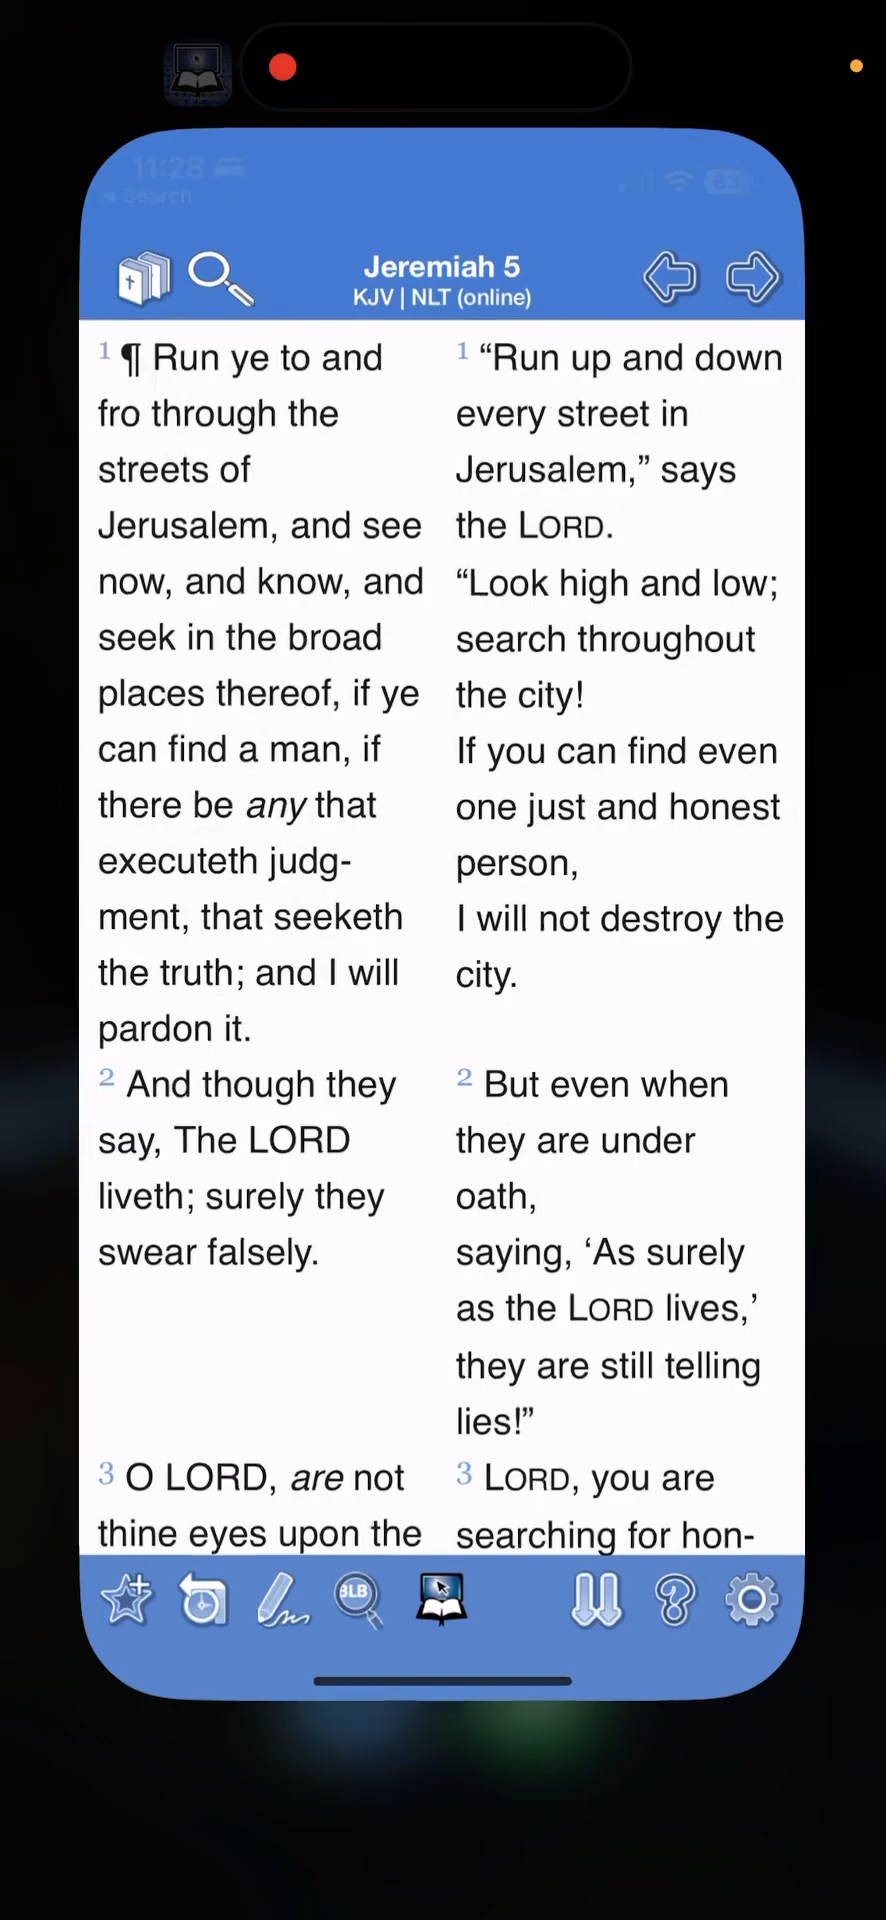 11:28
Search
83
Jeremiah 5
KJV | NLT (online)
1 ¶ Run ye to and
fro through the
streets of
Jerusalem, and see
now, and know, and
seek in the broad
places thereof, if ye
can find a man, if
there be any that
executeth judg-
ment, that seeketh
the truth; and I will
pardon it.
2 And though they
say, The LORD
liveth; surely they
swear falsely.
3 O LORD, are not
thine eyes upon the
1 “Run up and down
every street in
Jerusalem,” says
the LORD.
“Look high and low;
search throughout
the city!
If you can find even
one just and honest
person,
I will not destroy the
city.
2 But even when
they are under
oath,
saying, ‘As surely
as the LORD lives,’
they are still telling
lies!”
3 LORD, you are
searching for hon-
BLB